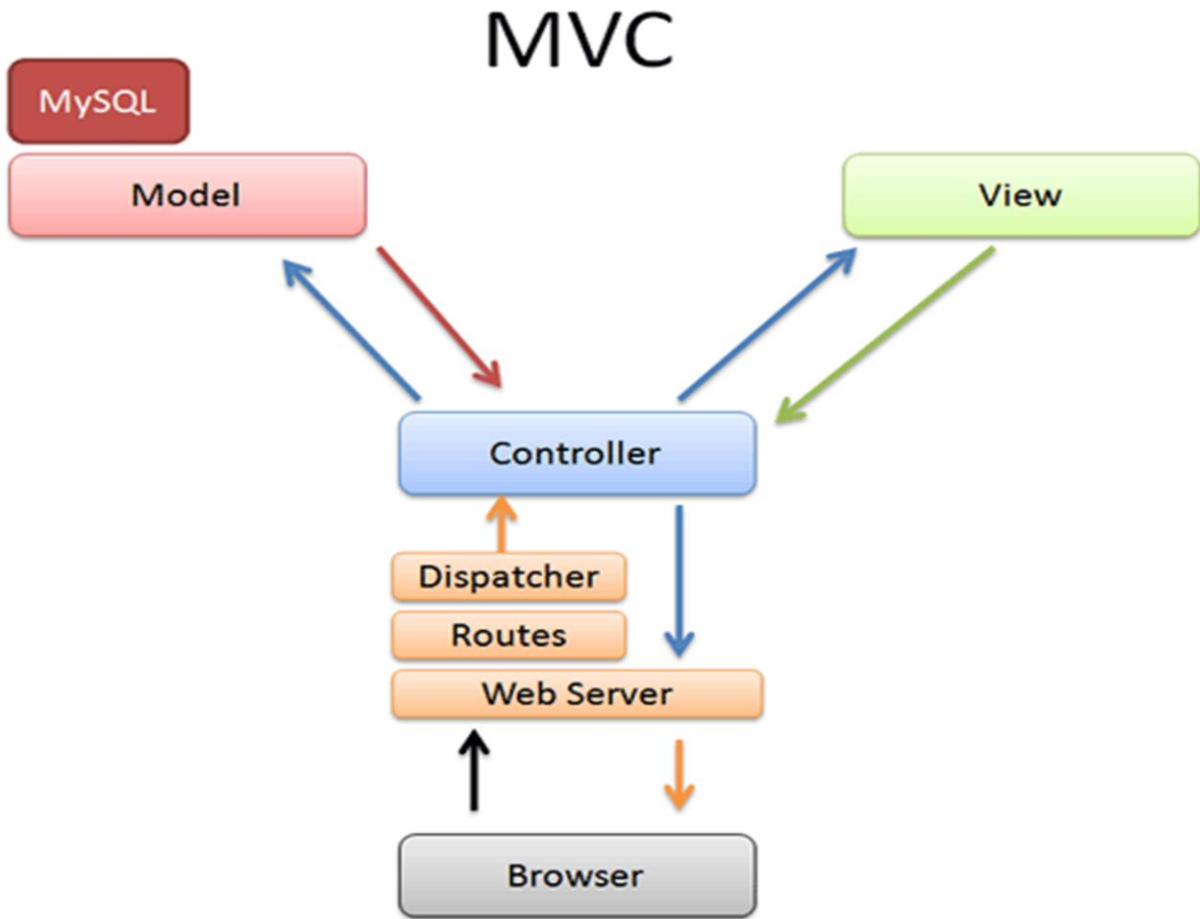 MVC
MySQL
Model
View
Controller
Dispatcher
Routes
Web Server
Browser